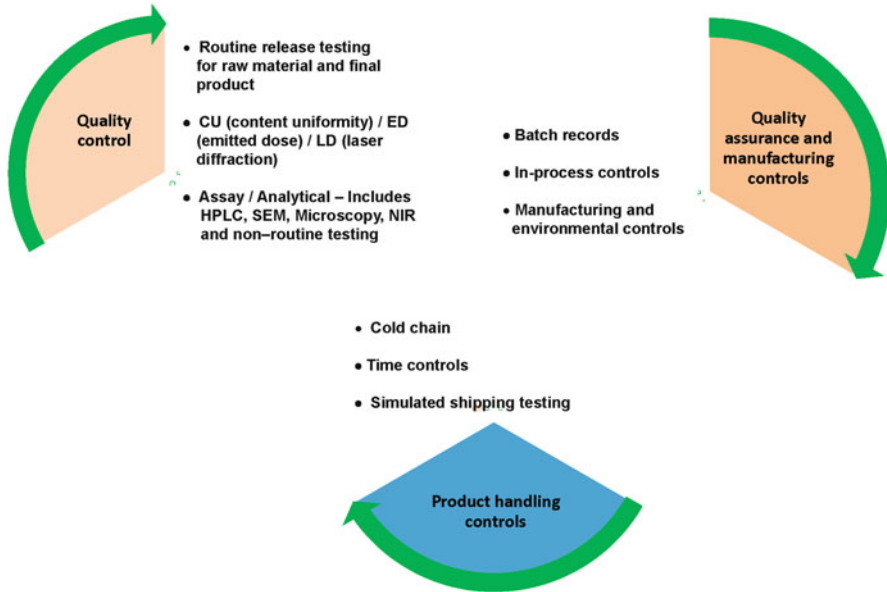 Quality
control
• Routine release testing
for raw material and final
product
• CU (content uniformity) / ED
(emitted dose) / LD (laser
diffraction)
• Assay / Analytical – Includes
HPLC, SEM, Microscopy, NIR
and non–routine testing
• Batch records
• In-process controls
• Manufacturing and
environmental controls
Quality
assurance and
manufacturing
controls
• Cold chain
• Time controls
• Simulated shipping testing
Product handling
controls